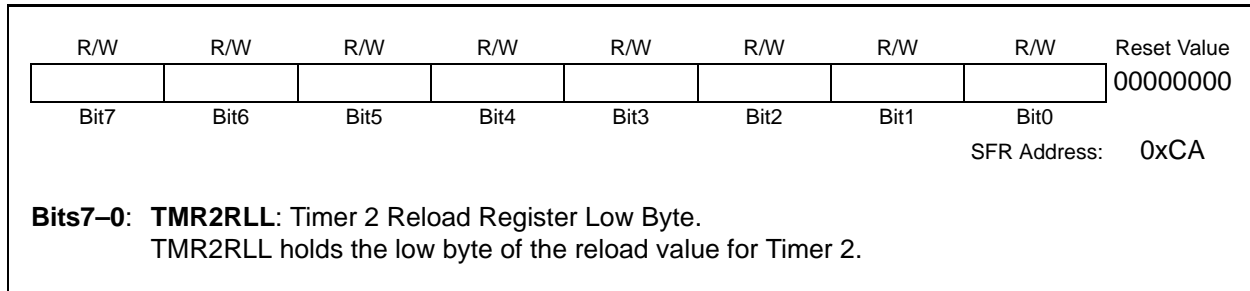 R/W R/W R/W R/W R/W R/W R/W R/W Reset Value
00000000
Bit7 Bit6 Bit5 Bit4 Bit3 Bit2 Bit1 Bit0
SFR Address: 0xCA
Bits7–0: TMR2RLL: Timer 2 Reload Register Low Byte.
TMR2RLL holds the low byte of the reload value for Timer 2.